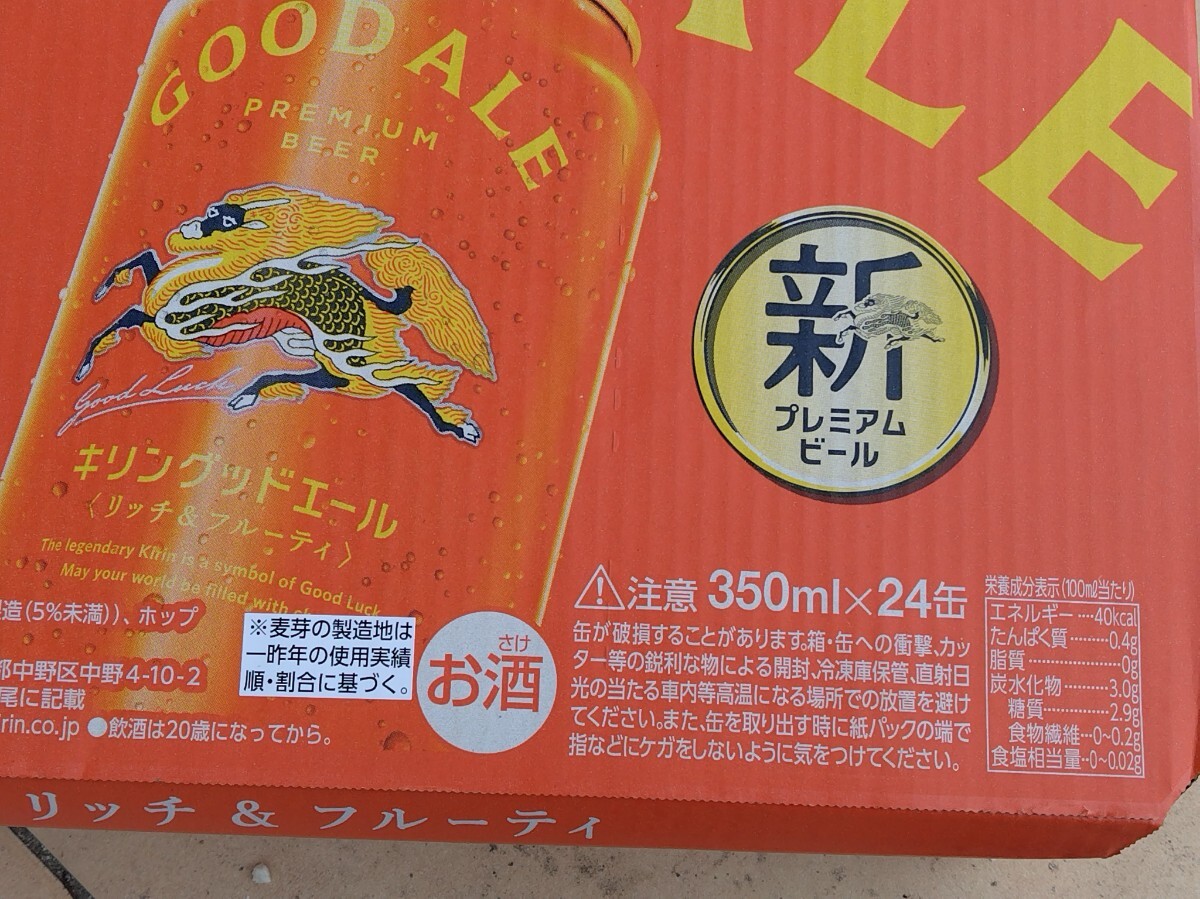 GOOD ALE
PREMIUM
BEER
ALE
新
プレミアム
ビール
Good Luck
キリングッドエール
〈リッチ&フルーティ〉
The legendary Kirin is a symbol of Good Luck.
May your world be filled with
造(5%未満))、ホップ
※麦芽の製造地は
一昨年の使用実績
順・割合に基づく。
さけ
お酒
都中野区中野4-10-2
尾に記載
irin.co.jp ●飲酒は20歳になってから。
⚠注意 350ml×24缶
缶が破損することがあります。箱・缶への衝撃、カッ
ター等の鋭利な物による開封、冷凍庫保管、直射日
光の当たる車内等高温になる場所での放置を避け
てください。また、缶を取り出す時に紙パックの端で
指などにケガをしないように気をつけてください。
栄養成分表示(100ml当たり)
エネルギー····40kcal
たんぱく質··········0.4g
脂質····················0g
炭水化物··········3.0g
糖質················2.9g
食物繊維···0~0.2g
食塩相当量··0~0.02g
リッチ & フルーティ